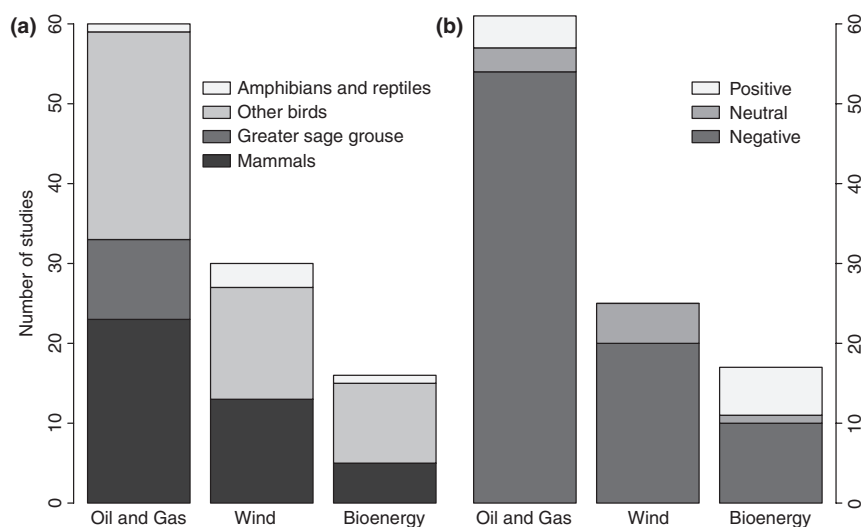 (a)
Number of studies
60
50
40
30
20
10
0
Amphibians and reptiles
Other birds
Greater sage grouse
Mammals
Oil and Gas
Wind
Bioenergy
(b)
Positive
Neutral
Negative
60
50
40
30
20
10
0
Oil and Gas
Wind
Bioenergy